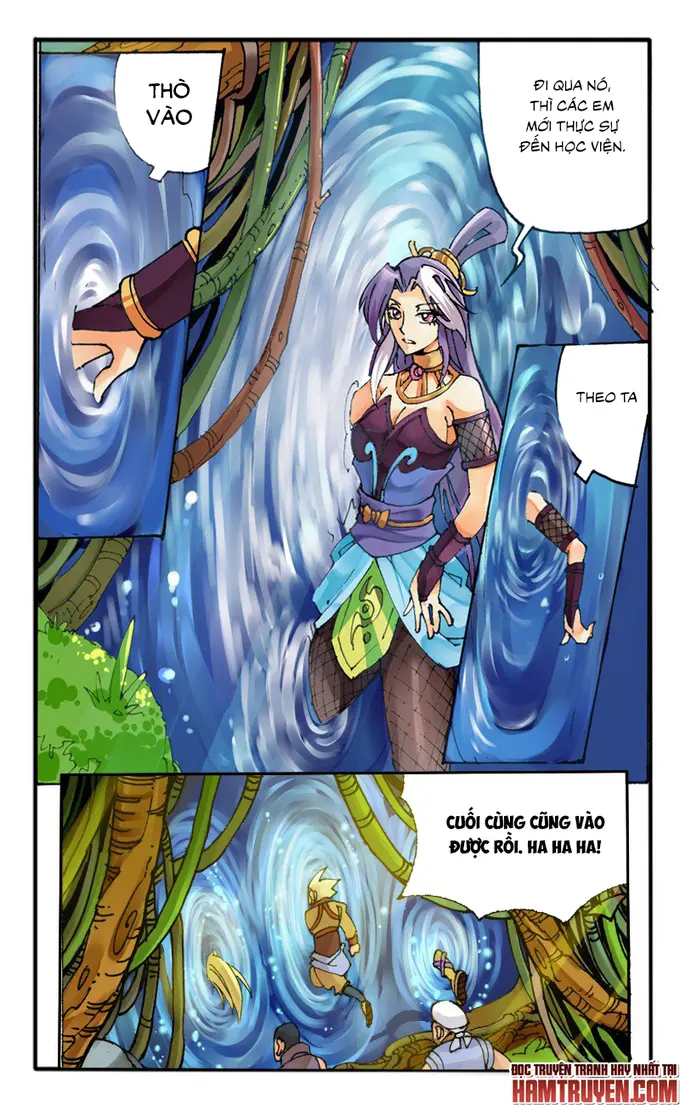 THÒ
VÀO
ĐI QUA NÓ,
THÌ CÁC EM
MỚI THỰC SỰ
ĐẾN HỌC VIỆN.
THEO TA
CUỐI CÙNG CŨNG VÀO
ĐƯỢC RỒI. HA HA HA!
ĐỌC TRUYỆN TRANH HAY NHẤT TẠI
HAMTRUYEN.COM